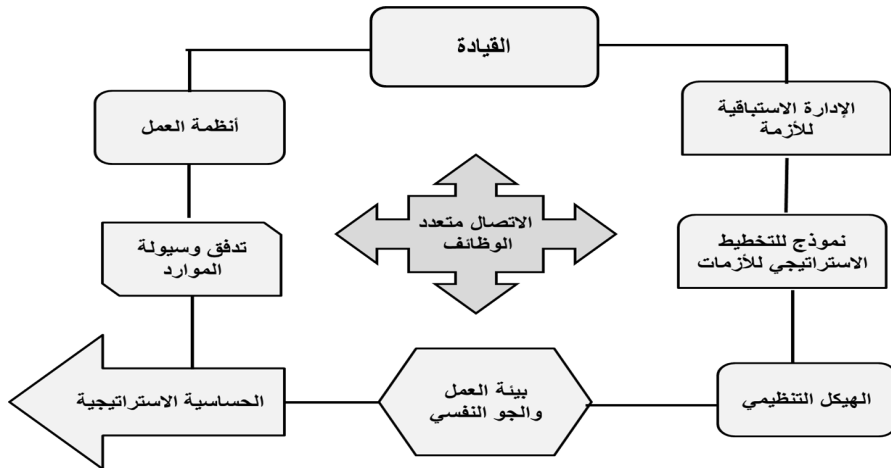 القيادة
الإدارة الاستباقية
للأزمة
أنظمة العمل
الاتصال متعدد
الوظائف
نموذج للتخطيط
الاستراتيجي للأزمات
تدفق وسيولة
الموارد
الهيكل التنظيمي
بيئة العمل
والجو النفسي
الحساسية الاستراتيجية